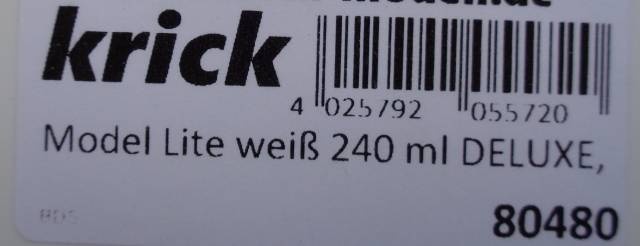 krick
4 025792 055720
Model Lite weiß 240 ml DELUXE,
80480